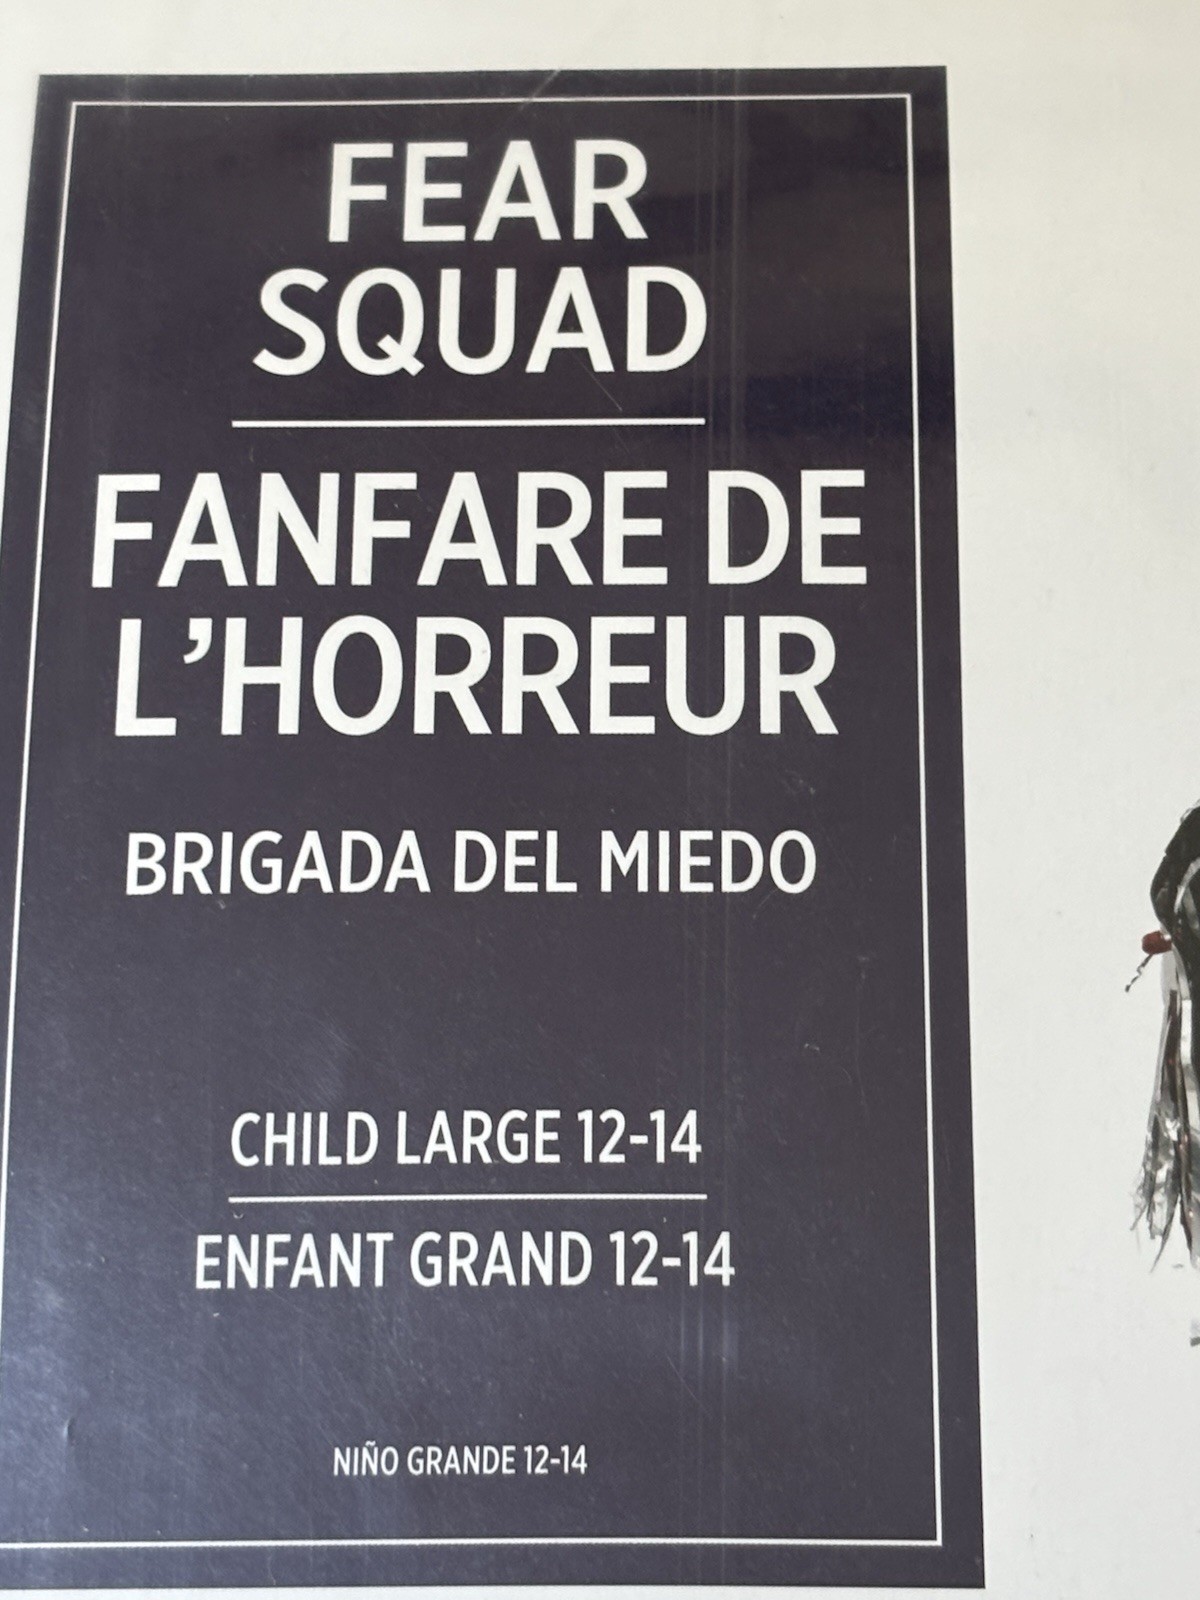 FEAR
SQUAD
FANFARE DE
L'HORREUR
BRIGADA DEL MIEDO
CHILD LARGE 12-14
ENFANT GRAND 12-14
NIÑO GRANDE 12-14